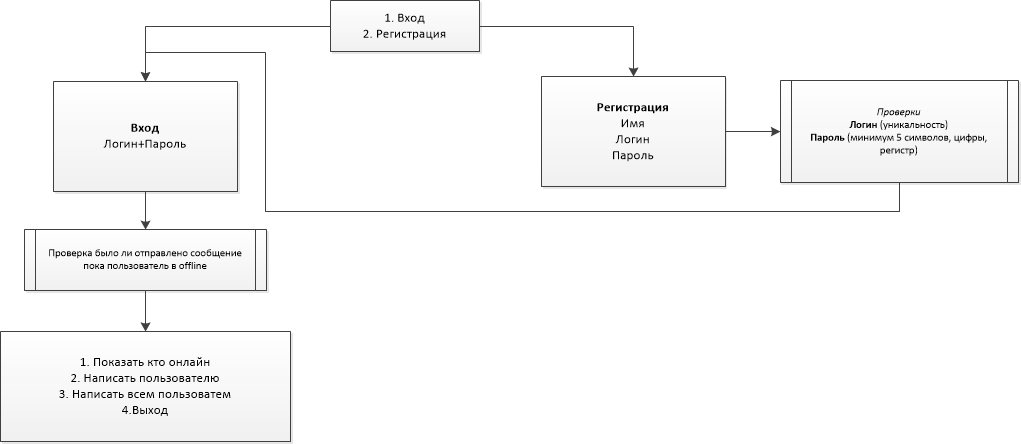 1. Вход
2. Регистрация
Вход
Логин+Пароль
Регистрация
Имя
Логин
Пароль
Проверки
Логин (уникальность)
Пароль (минимум 5 символов, цифры,
регистр)
Проверка было ли отправлено сообщение
пока пользователь в offline
1. Показать кто онлайн
2. Написать пользователю
3. Написать всем пользоватем
4.Выход